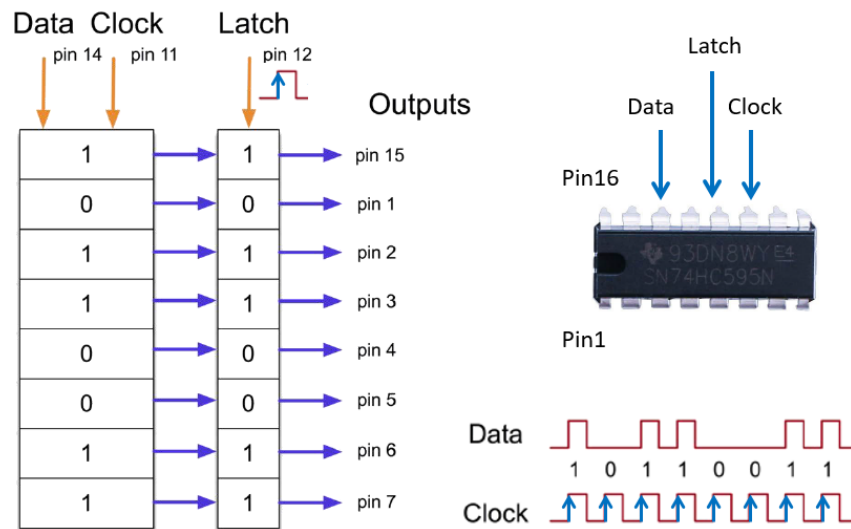 Data Clock Latch
pin 14 pin 11 pin 12
Outputs
1 1 pin 15
0 0 pin 1
1 1 pin 2
1 1 pin 3
0 0 pin 4
0 0 pin 5
1 1 pin 6
1 1 pin 7
Latch
Data Clock
Pin16
93DN8WY E4
SN74HC595N
Pin1
Data
1 0 1 1 0 0 1 1
Clock